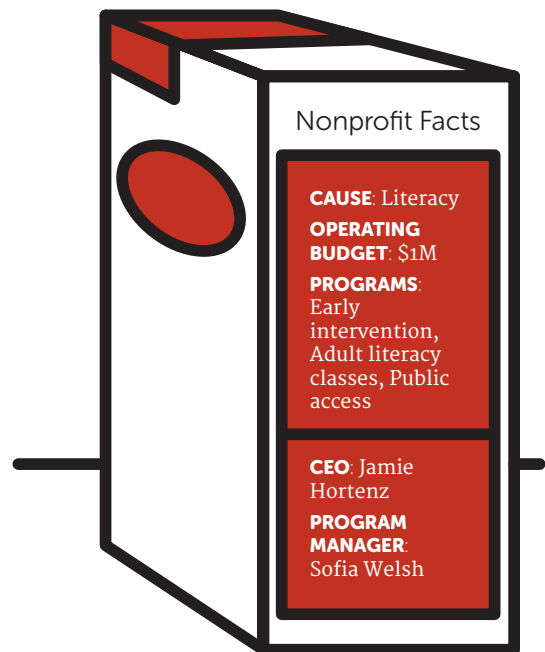 Nonprofit Facts
CAUSE: Literacy
OPERATING
BUDGET: $1M
PROGRAMS:
Early
intervention,
Adult literacy
classes, Public
access
CEO: Jamie
Hortenz
PROGRAM
MANAGER:
Sofia Welsh